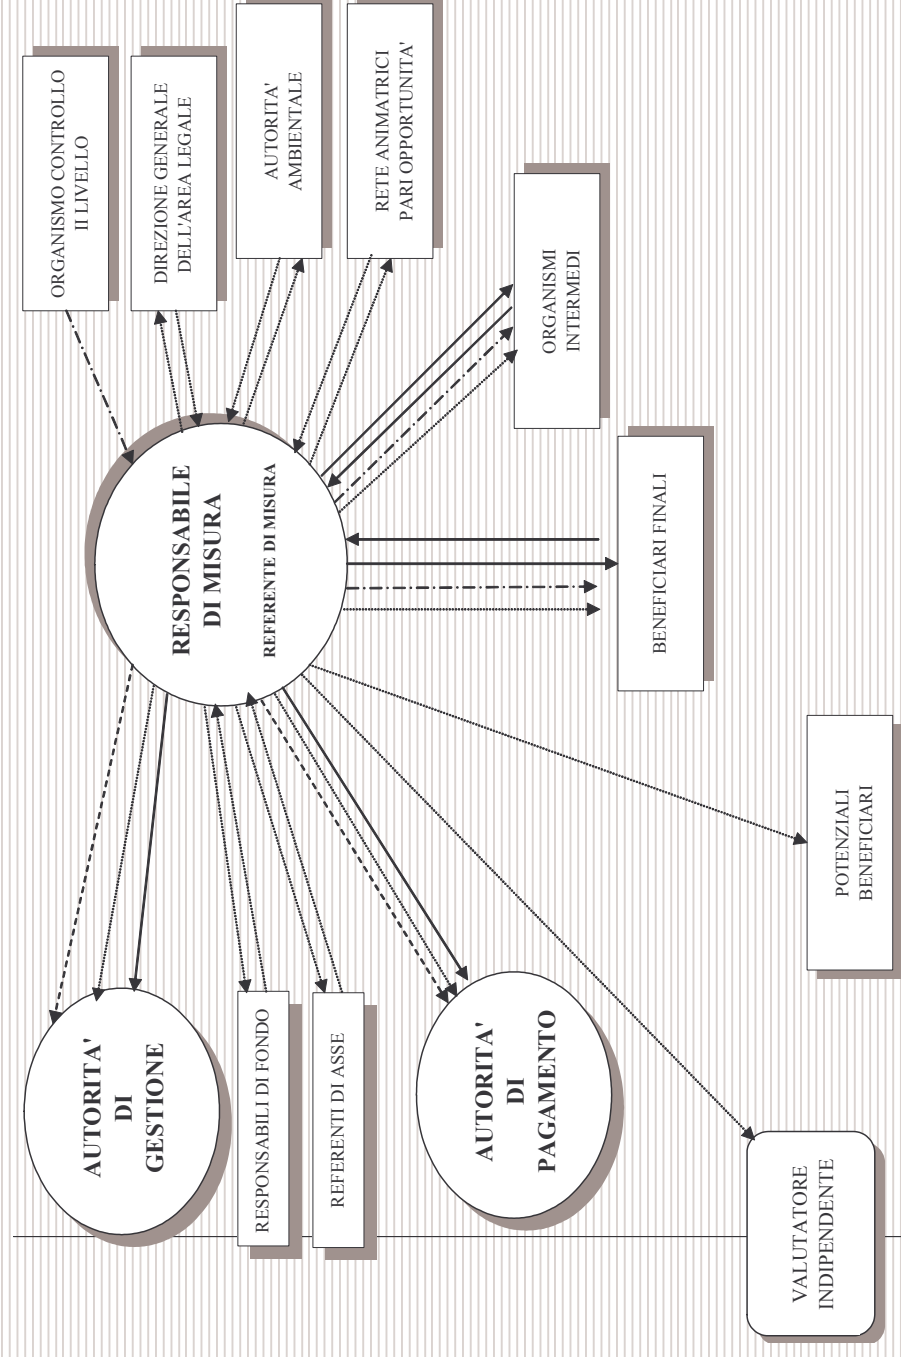 AUTORITA'
DI
GESTIONE
RESPONSABILI DI FONDO
REFERENTI DI ASSE
AUTORITA'
DI
PAGAMENTO
VALUTATORE
INDIPENDENTE
RESPONSABILE
DI MISURA
REFERENTE DI MISURA
ORGANISMO CONTROLLO
II LIVELLO
DIREZIONE GENERALE
DELL'AREA LEGALE
AUTORITA'
AMBIENTALE
RETE ANIMATRICI
PARI OPPORTUNITA'
ORGANISMI
INTERMEDI
BENEFICIARI FINALI
POTENZIALI
BENEFICIARI